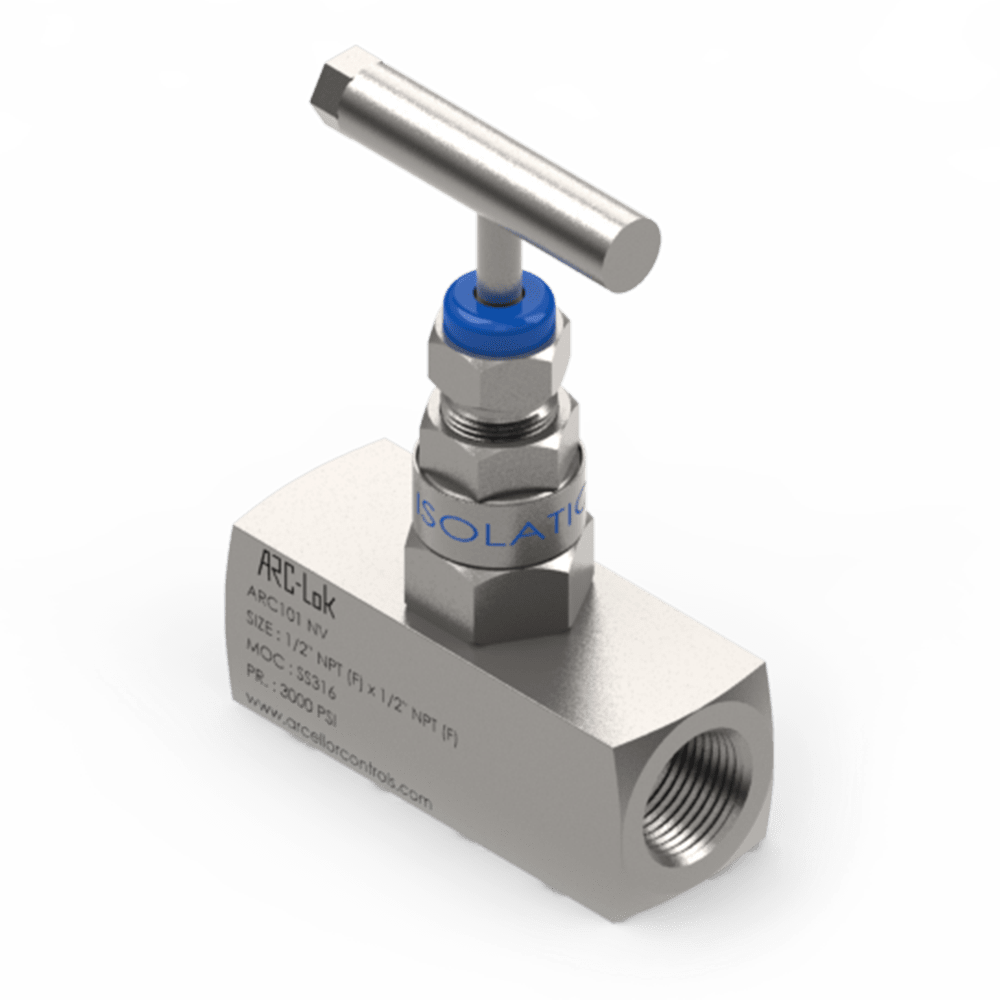 ISOLATIO
ARC-Lok
ARC101 NV
SIZE : 1/2" NPT (F) x 1/2" NPT (F)
MOC : SS316
PR. : 3000 PSI
www.arcellorcontrols.com